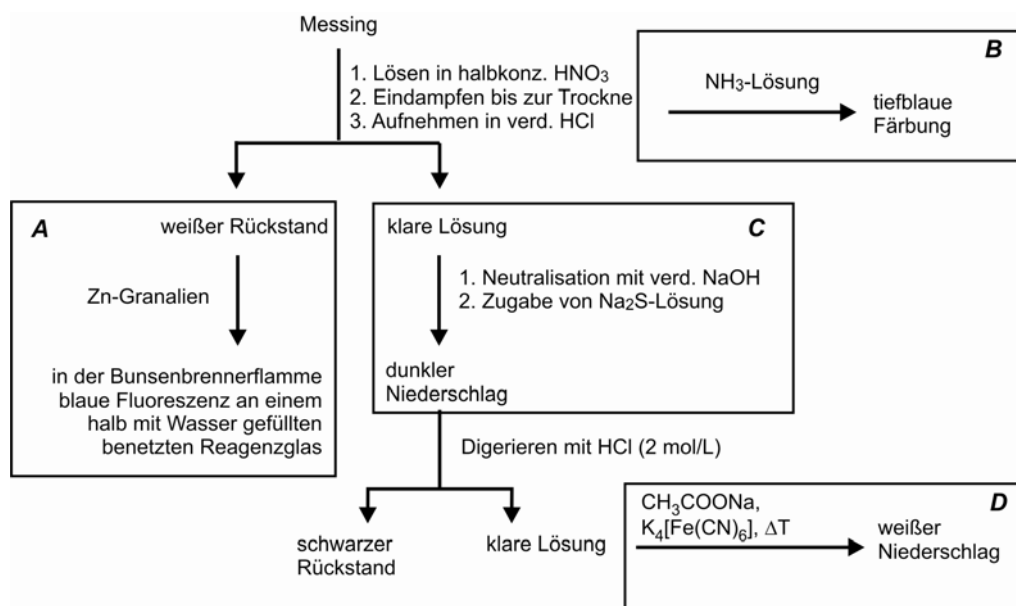 Messing
1. Lösen in halbkonz. HNO3
2. Eindampfen bis zur Trockne
3. Aufnehmen in verd. HCl
B
NH3-Lösung
tiefblaue
Färbung
A
weißer Rückstand
Zn-Granalien
in der Bunsenbrennerflamme
blaue Fluoreszenz an einem
halb mit Wasser gefüllten
benetzten Reagenzglas
C
klare Lösung
1. Neutralisation mit verd. NaOH
2. Zugabe von Na2S-Lösung
dunkler
Niederschlag
Digerieren mit HCl (2 mol/L)
schwarzer
Rückstand
klare Lösung
D
CH3COONa,
K4[Fe(CN)6], ΔT
weißer
Niederschlag